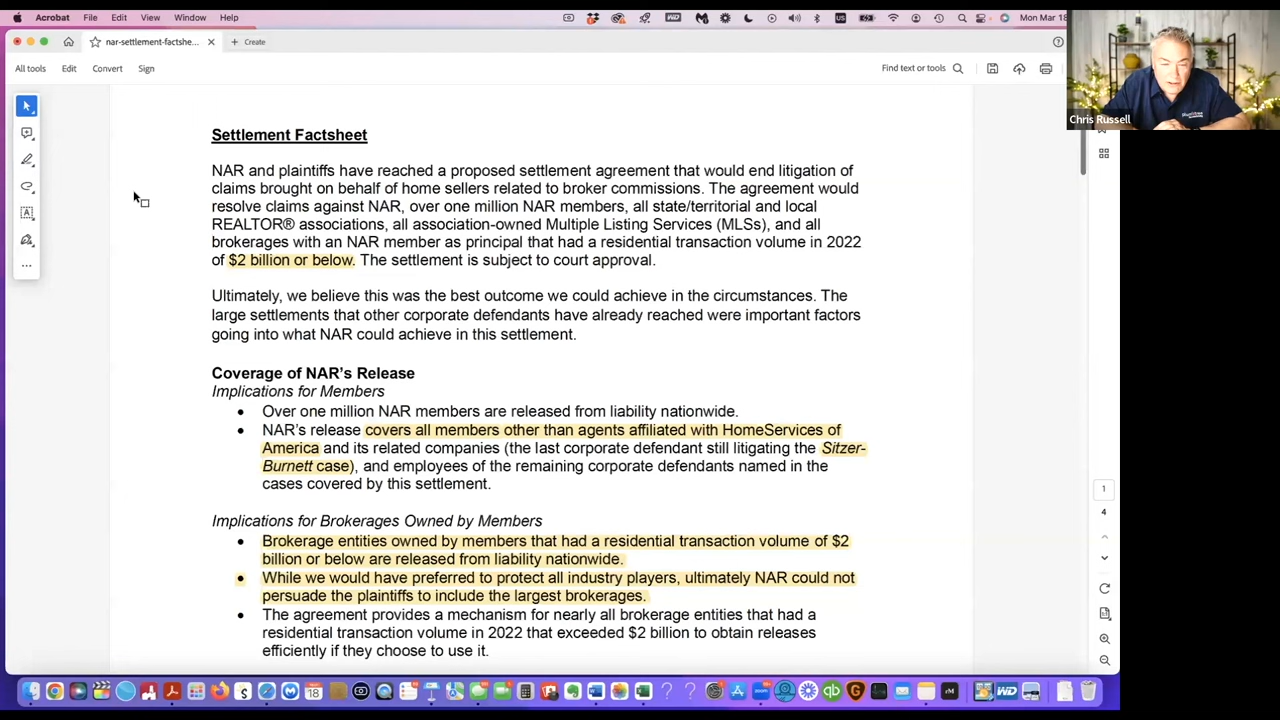 Acrobat File Edit View Window Help
Mon Mar 18
nar-settlement-factshe...
Create
All tools Edit Convert Sign
Find text or tools
Chris Russell
Settlement Factsheet
NAR and plaintiffs have reached a proposed settlement agreement that would end litigation of
claims brought on behalf of home sellers related to broker commissions. The agreement would
resolve claims against NAR, over one million NAR members, all state/territorial and local
REALTOR® associations, all association-owned Multiple Listing Services (MLSs), and all
brokerages with an NAR member as principal that had a residential transaction volume in 2022
of $2 billion or below. The settlement is subject to court approval.
Ultimately, we believe this was the best outcome we could achieve in the circumstances. The
large settlements that other corporate defendants have already reached were important factors
going into what NAR could achieve in this settlement.
Coverage of NAR’s Release
Implications for Members
• Over one million NAR members are released from liability nationwide.
• NAR’s release covers all members other than agents affiliated with HomeServices of
America and its related companies (the last corporate defendant still litigating the Sitzer-
Burnett case), and employees of the remaining corporate defendants named in the
cases covered by this settlement.
Implications for Brokerages Owned by Members
• Brokerage entities owned by members that had a residential transaction volume of $2
billion or below are released from liability nationwide.
• While we would have preferred to protect all industry players, ultimately NAR could not
persuade the plaintiffs to include the largest brokerages.
• The agreement provides a mechanism for nearly all brokerage entities that had a
residential transaction volume in 2022 that exceeded $2 billion to obtain releases
efficiently if they choose to use it.
1
4